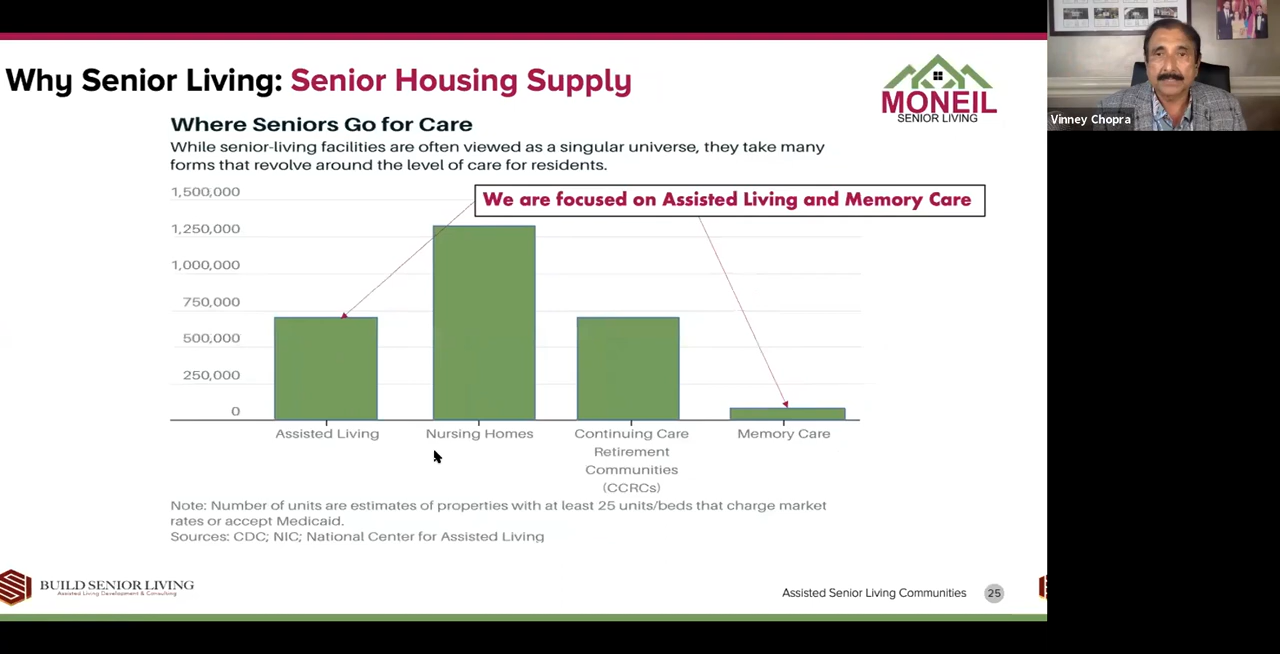 Why Senior Living: Senior Housing Supply
MONEIL
SENIOR LIVING
Vinney Chopra
Where Seniors Go for Care
While senior-living facilities are often viewed as a singular universe, they take many
forms that revolve around the level of care for residents.
We are focused on Assisted Living and Memory Care
1,500,000
1,250,000
1,000,000
750,000
500,000
250,000
0
Assisted Living
Nursing Homes
Continuing Care
Retirement
Communities
(CCRCs)
Memory Care
Note: Number of units are estimates of properties with at least 25 units/beds that charge market
rates or accept Medicaid.
Sources: CDC; NIC; National Center for Assisted Living
BUILD SENIOR LIVING
Assisted Living Development & Consulting
Assisted Senior Living Communities
25